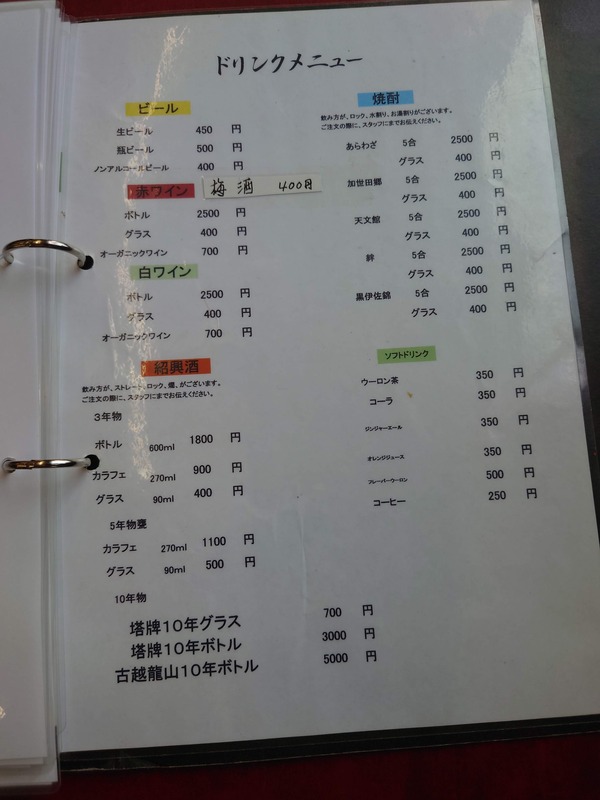 ドリンクメニュー
ビール
生ビール 450 円
瓶ビール 500 円
ノンアルコールビール 400 円
赤ワイン 梅酒 400円
ボトル 2500 円
グラス 400 円
オーガニックワイン 700 円
白ワイン
ボトル 2500 円
グラス 400 円
オーガニックワイン 700 円
紹興酒
飲み方が、ストレート、ロック、燗、がございます。
ご注文の際に、スタッフにまでお伝えください。
3年物
ボトル 600ml 1800 円
カラフェ 270ml 900 円
グラス 90ml 400 円
5年物甕
カラフェ 270ml 1100 円
グラス 90ml 500 円
10年物
塔牌10年グラス 700 円
塔牌10年ボトル 3000 円
古越龍山10年ボトル 5000 円
焼酎
飲み方が、ロック、水割り、お湯割りがございます。
ご注文の際に、スタッフにまでお伝えください。
あらわざ 5合 2500 円
グラス 400 円
加世田郷 5合 2500 円
グラス 400 円
天文館 5合 2500 円
グラス 400 円
絆 5合 2500 円
グラス 400 円
黒伊佐錦 5合 2500 円
グラス 400 円
ソフトドリンク
ウーロン茶 350 円
コーラ 350 円
ジンジャーエール 350 円
オレンジジュース 350 円
フレーバーウーロン 500 円
コーヒー 250 円